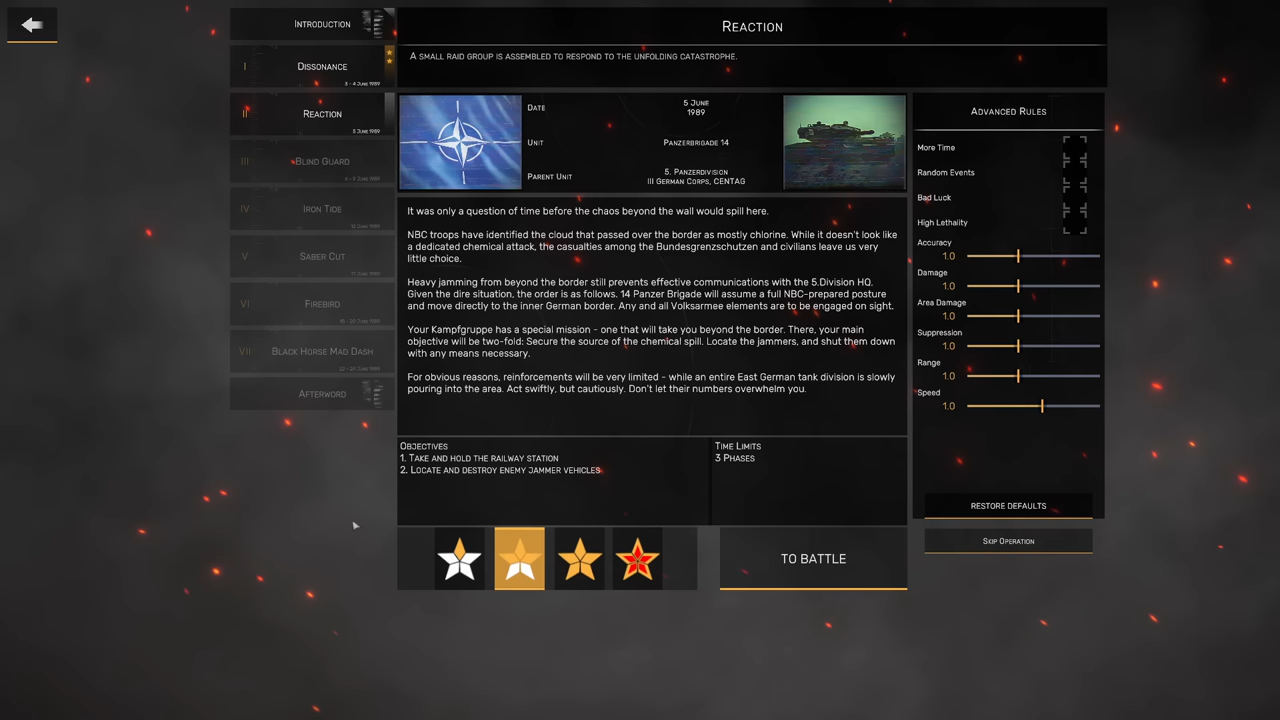 INTRODUCTION
I
DISSONANCE
3 - 4 JUNE 1989
II
REACTION
5 JUNE 1989
III
BLIND GUARD
IV
IRON TIDE
V
SABER CUT
VI
FIREBIRD
VII
BLACK HORSE MAD DASH
AFTERWORD
REACTION
A SMALL RAID GROUP IS ASSEMBLED TO RESPOND TO THE UNFOLDING CATASTROPHE.
DATE
5 JUNE
1989
UNIT
PANZERBRIGADE 14
PARENT UNIT
5. PANZERDIVISION
III GERMAN CORPS, CENTAG
It was only a question of time before the chaos beyond the wall would spill here.
NBC troops have identified the cloud that passed over the border as mostly chlorine. While it doesn't look like
a dedicated chemical attack, the casualties among the Bundesgrenzschutzen and civilians leave us very
little choice.
Heavy jamming from beyond the border still prevents effective communications with the 5.Division HQ.
Given the dire situation, the order is as follows. 14 Panzer Brigade will assume a full NBC-prepared posture
and move directly to the inner German border. Any and all Volksarmee elements are to be engaged on sight.
Your Kampfgruppe has a special mission - one that will take you beyond the border. There, your main
objective will be two-fold: Secure the source of the chemical spill. Locate the jammers, and shut them down
with any means necessary.
For obvious reasons, reinforcements will be very limited - while an entire East German tank division is slowly
pouring into the area. Act swiftly, but cautiously. Don't let their numbers overwhelm you.
OBJECTIVES
1. TAKE AND HOLD THE RAILWAY STATION
2. LOCATE AND DESTROY ENEMY JAMMER VEHICLES
TIME LIMITS
3 PHASES
TO BATTLE
ADVANCED RULES
More Time
Random Events
Bad Luck
High Lethality
Accuracy
1.0
Damage
1.0
Area Damage
1.0
Suppression
1.0
Range
1.0
Speed
1.0
RESTORE DEFAULTS
SKIP OPERATION